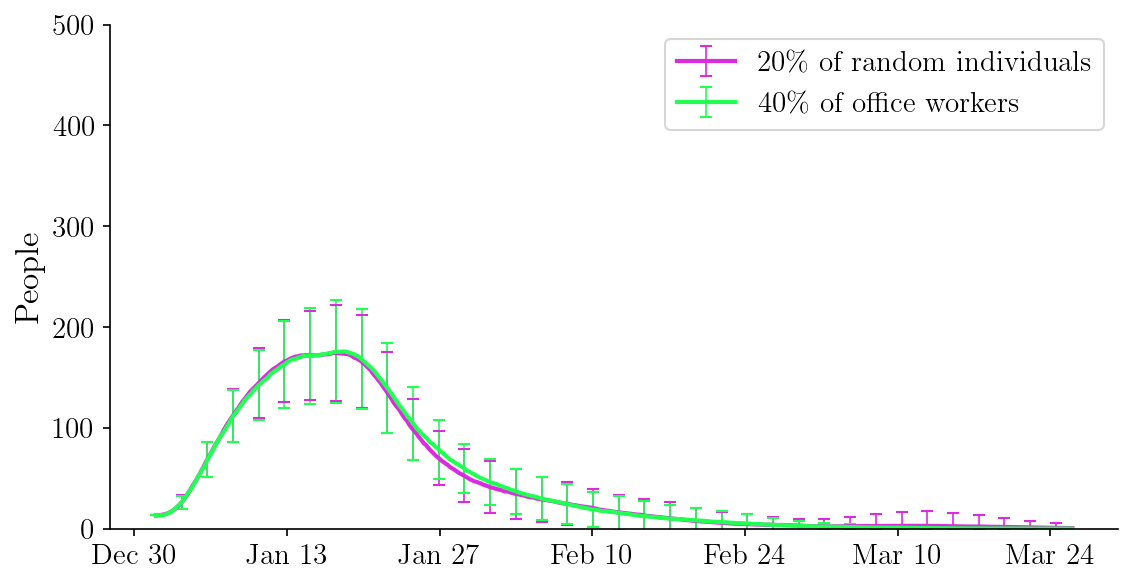 500
400
300
200
100
0
People
20% of random individuals
40% of office workers
Dec 30 Jan 13 Jan 27 Feb 10 Feb 24 Mar 10 Mar 24